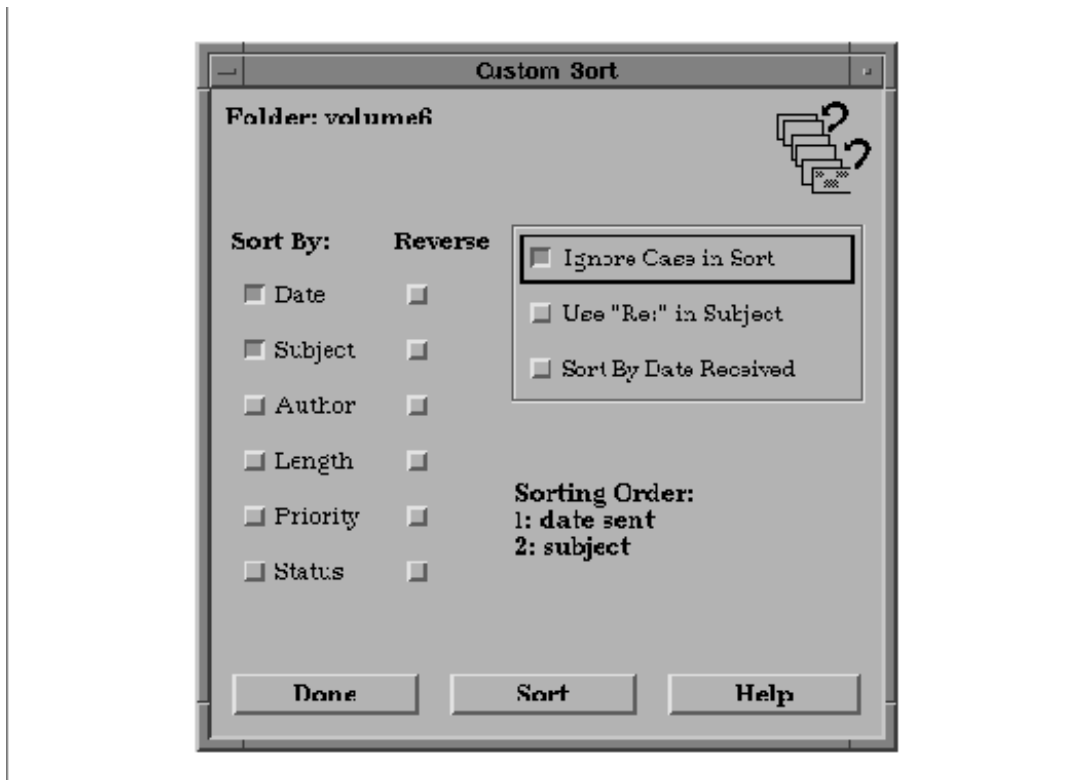 Custom Sort
Folder: volume6
Sort By:
Reverse
Date
Subject
Author
Length
Priority
Status
Ignore Case in Sort
Use "Re:" in Subject
Sort By Date Received
Sorting Order:
1: date sent
2: subject
Done
Sort
Help